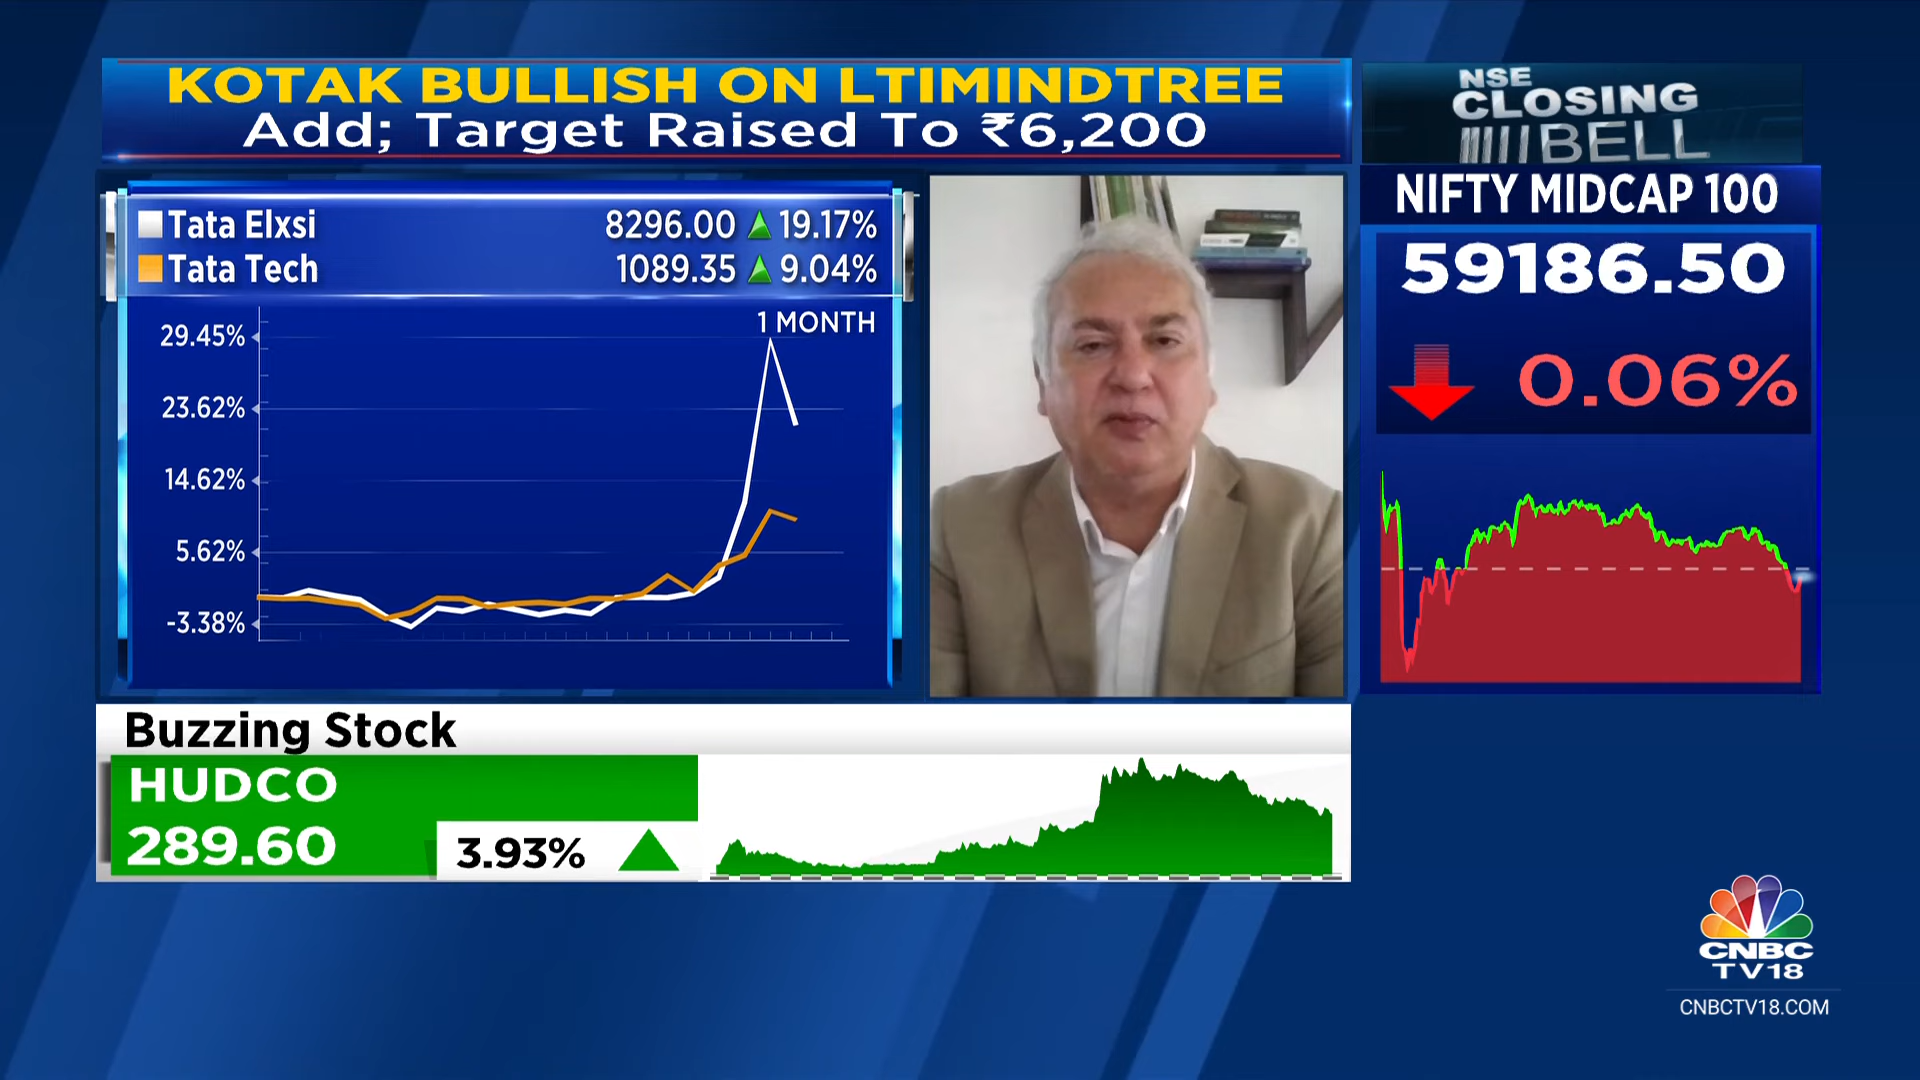 KOTAK BULLISH ON LTIMINDTREE
Add; Target Raised To ₹6,200
NSE
CLOSING
BELL
Tata Elxsi 8296.00 ▲ 19.17%
Tata Tech 1089.35 ▲ 9.04%
1 MONTH
29.45%
23.62%
14.62%
5.62%
-3.38%
NIFTY MIDCAP 100
59186.50
0.06%
Buzzing Stock
HUDCO
289.60
3.93%
CNBC
TV18
CNBCTV18.COM